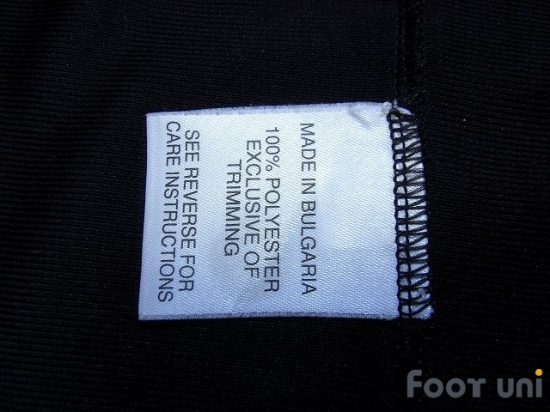 MADE IN BULGARIA
100% POLYESTER
EXCLUSIVE OF
TRIMMING
SEE REVERSE FOR
CARE INSTRUCTIONS
FOOT UNI